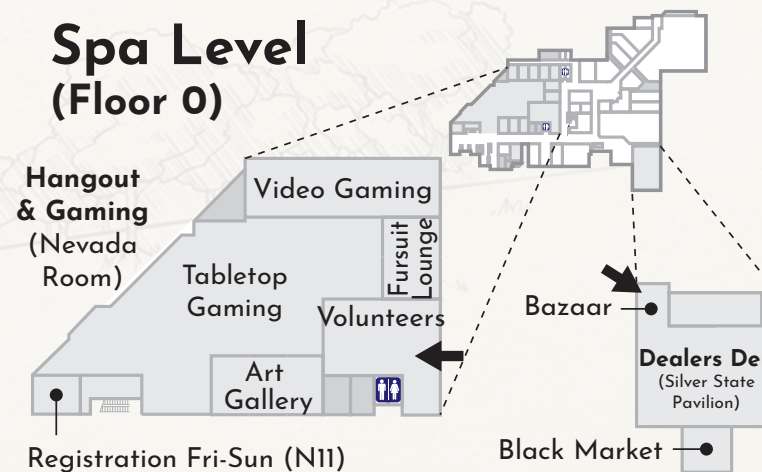 Spa Level
(Floor 0)
Hangout
& Gaming
(Nevada
Room)
Video Gaming
Fursuit
Lounge
Tabletop
Gaming
Volunteers
Art
Gallery
Registration Fri-Sun (N11)
Bazaar
Dealers De
(Silver State
Pavilion)
Black Market